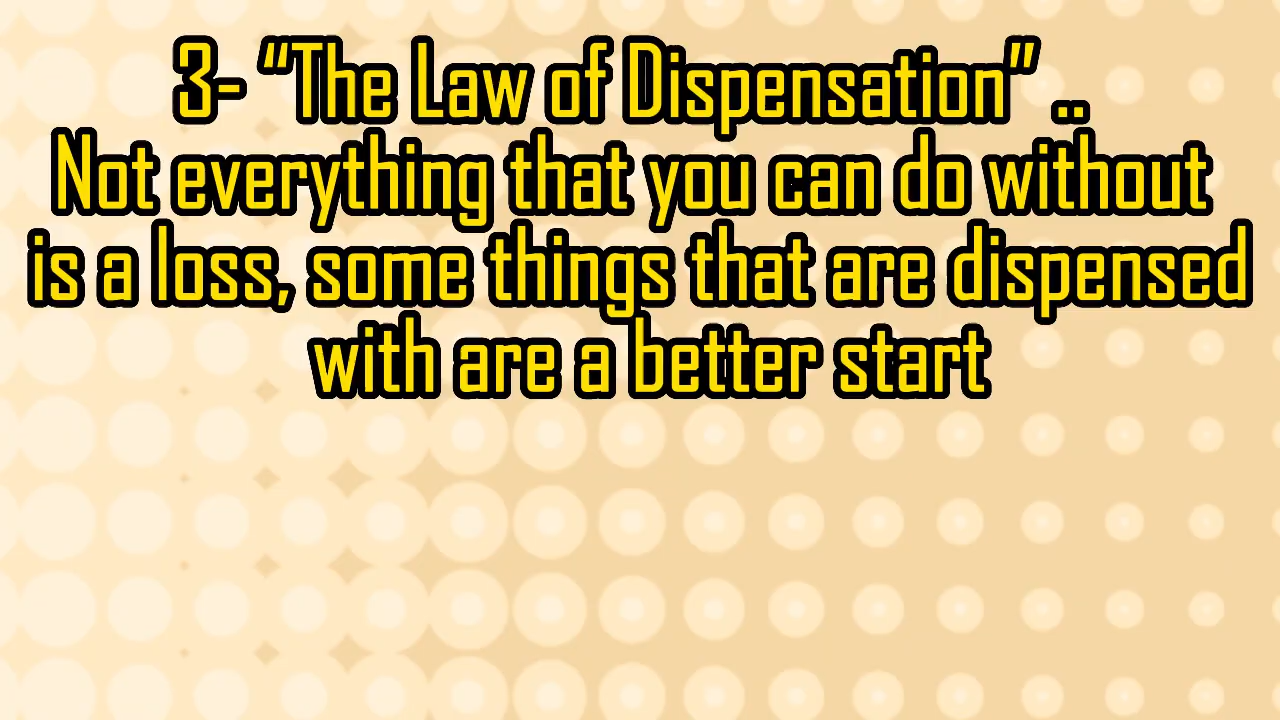 3- “The Law of Dispensation” ..
Not everything that you can do without
is a loss, some things that are dispensed
with are a better start